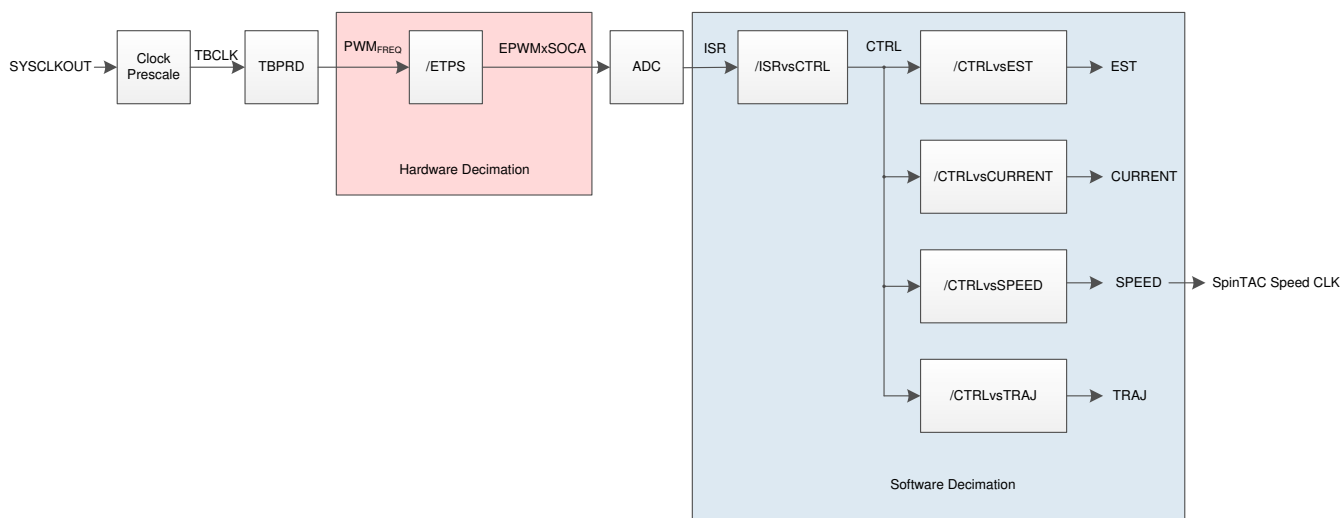 SYSCLKOUT
Clock
Prescale
TBCLK
TBPRD
PWMFREQ
/ETPS
EPWMxSOCA
Hardware Decimation
ADC
ISR
/ISRvsCTRL
CTRL
/CTRLvsEST
EST
/CTRLvsCURRENT
CURRENT
/CTRLvsSPEED
SPEED
SpinTAC Speed CLK
/CTRLvsTRAJ
TRAJ
Software Decimation